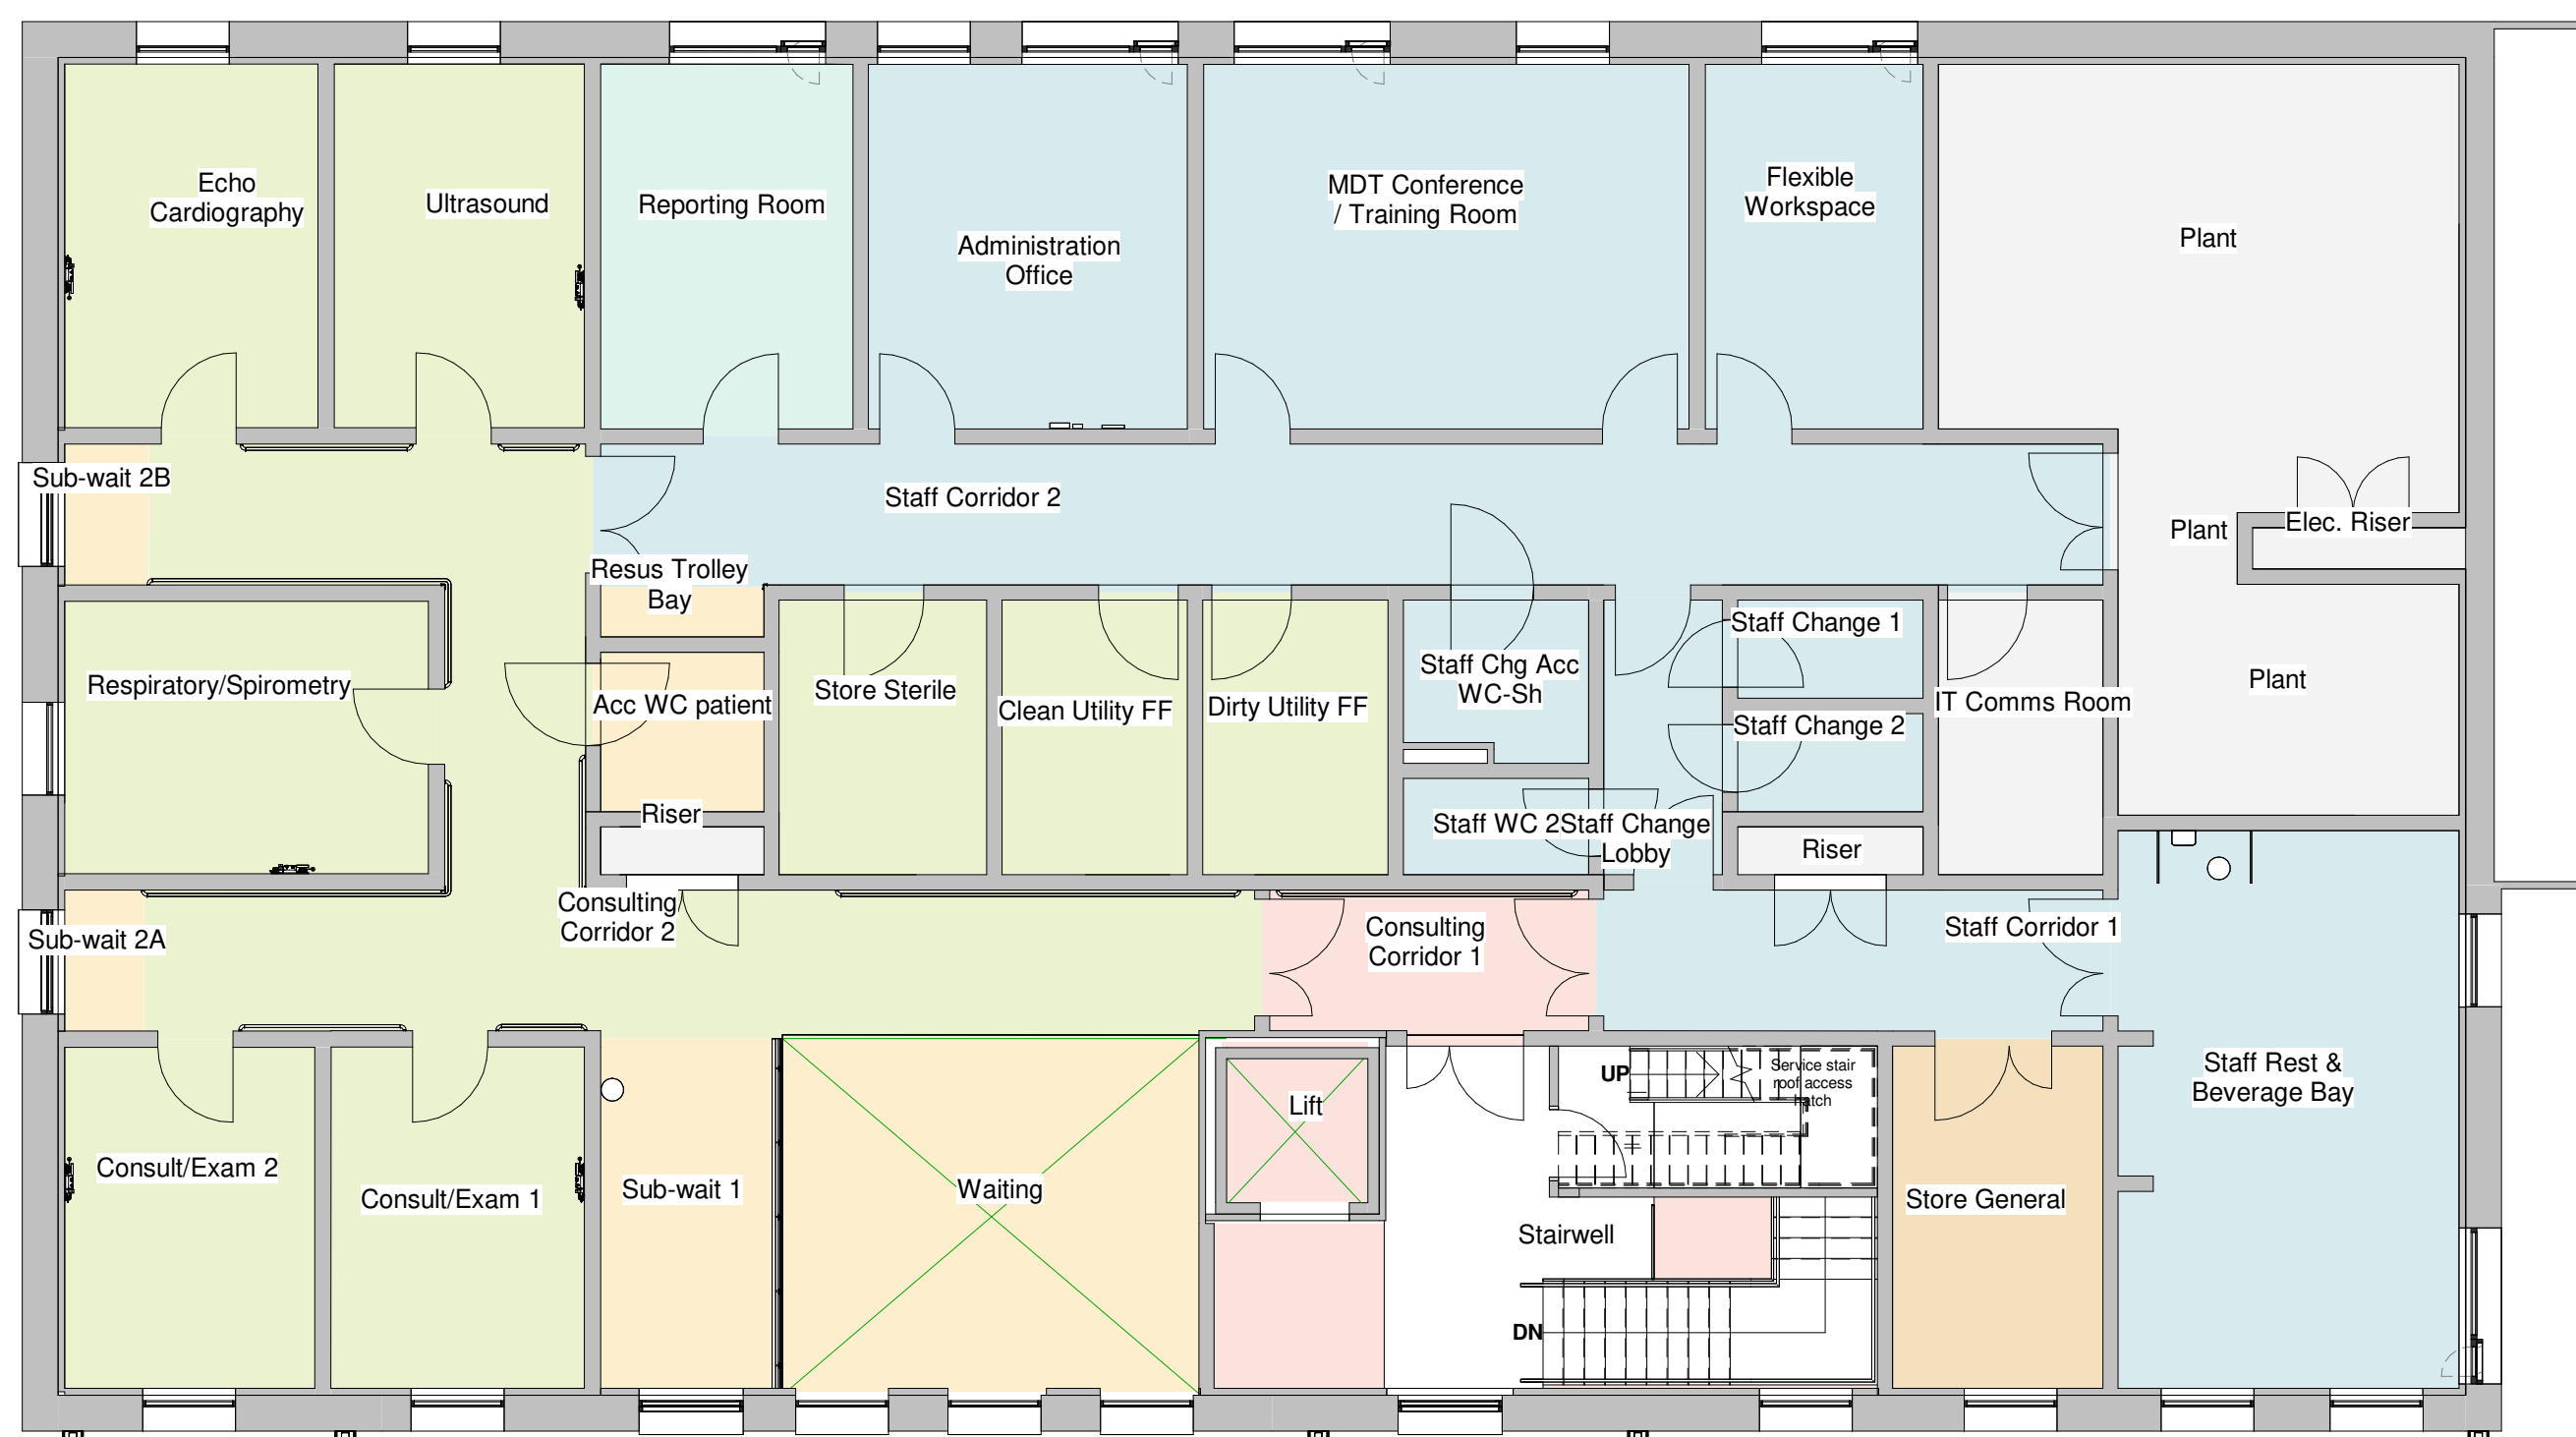 Echo
Cardiography
Ultrasound
Reporting Room
Administration
Office
MDT Conference
/ Training Room
Flexible
Workspace
Plant
Sub-wait 2B
Staff Corridor 2
Plant
Elec. Riser
Resus Trolley
Bay
Respiratory/Spirometry
Acc WC patient
Store Sterile
Clean Utility FF
Dirty Utility FF
Staff Chg Acc
WC-Sh
Staff Change 1
Staff Change 2
IT Comms Room
Plant
Riser
Staff WC 2
Staff Change
Lobby
Riser
Sub-wait 2A
Consulting
Corridor 2
Consulting
Corridor 1
Staff Corridor 1
Consult/Exam 2
Consult/Exam 1
Sub-wait 1
Waiting
Lift
UP
Service stair
roof access
hatch
Stairwell
DN
Store General
Staff Rest &
Beverage Bay